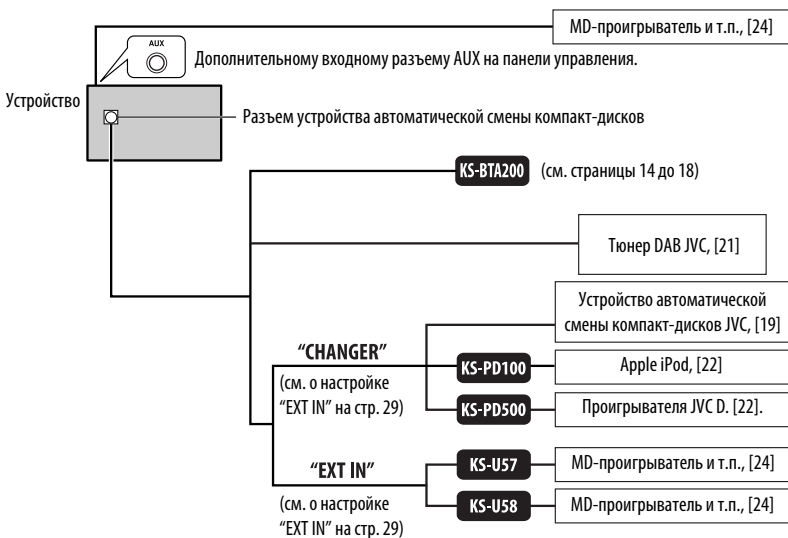 MD-проигрыватель и т.п., [24]
AUX
Дополнительному входному разъему AUX на панели управления.
Устройство
Разъем устройства автоматической смены компакт-дисков
KS-BTA200
(см. страницы 14 до 18)
Тюнер DAB JVC, [21]
Устройство автоматической
смены компакт-дисков JVC, [19]
“CHANGER”
(см. о настройке
“EXT IN” на стр. 29)
KS-PD100
Apple iPod, [22]
KS-PD500
Проигрывателя JVC D. [22].
“EXT IN”
(см. о настройке
“EXT IN” на стр. 29)
KS-U57
MD-проигрыватель и т.п., [24]
KS-U58
MD-проигрыватель и т.п., [24]